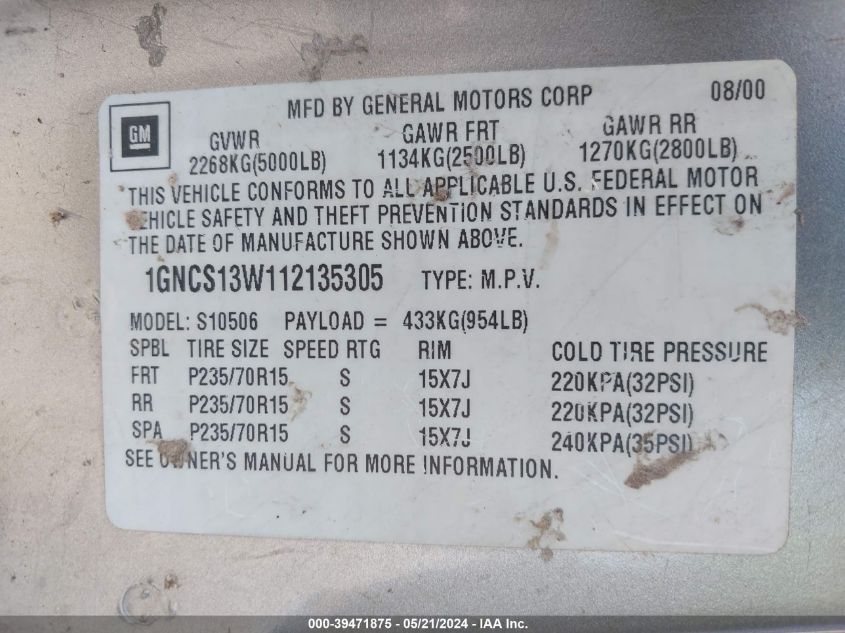 MFD BY GENERAL MOTORS CORP 08/00
GM
GVWR GAWR FRT GAWR RR
2268KG(5000LB) 1134KG(2500LB) 1270KG(2800LB)
THIS VEHICLE CONFORMS TO ALL APPLICABLE U.S. FEDERAL MOTOR
VEHICLE SAFETY AND THEFT PREVENTION STANDARDS IN EFFECT ON
THE DATE OF MANUFACTURE SHOWN ABOVE.
1GNCS13W112135305 TYPE: M.P.V.
MODEL: S10506 PAYLOAD = 433KG(954LB)
SPBL TIRE SIZE SPEED RTG RIM COLD TIRE PRESSURE
FRT P235/70R15 S 15X7J 220KPA(32PSI)
RR P235/70R15 S 15X7J 220KPA(32PSI)
SPA P235/70R15 S 15X7J 240KPA(35PSI)
SEE OWNER'S MANUAL FOR MORE INFORMATION.
000-39471875 / 05/21/2024 - IAA Inc.